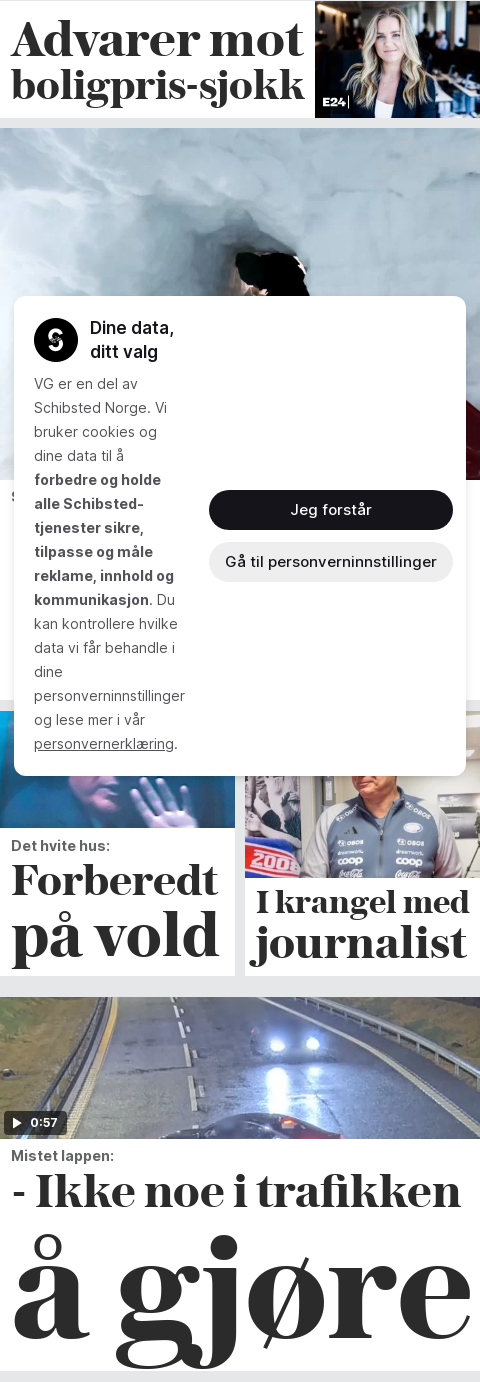 Advarer mot
boligpris-sjokk
E24
Dine data,
ditt valg
VG er en del av
Schibsted Norge. Vi
bruker cookies og
dine data til å
forbedre og holde
alle Schibsted-
tjenester sikre,
tilpasse og måle
reklame, innhold og
kommunikasjon. Du
kan kontrollere hvilke
data vi får behandle i
dine
personverninnstillinger
og lese mer i vår
personvernerklæring.
Jeg forstår
Gå til personverninnstillinger
2008
coop
coop
Det hvite hus:
Forberedt
på vold
I krangel med
journalist
0:57
Mistet lappen:
- Ikke noe i trafikken
å gjøre